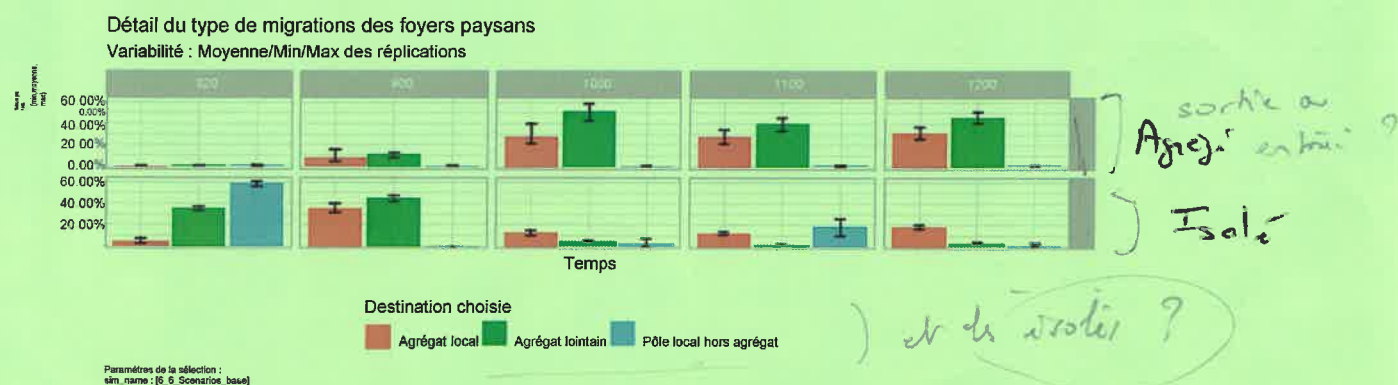 Détail du type de migrations des foyers paysans
Variabilité : Moyenne/Min/Max des réplications
820 900 1000 1100 1200
60 00%
0.00%
40 00%
20 00%
0.00%
sortie ou
Agrégé entrée ?
60 00%
40 00%
20 00%
Isolé
Temps
Destination choisie
Agrégat local Agrégat lointain Pôle local hors agrégat
et les isolés ?
Paramètres de la sélection :
sim_name : [6_6_Scenarios_base]